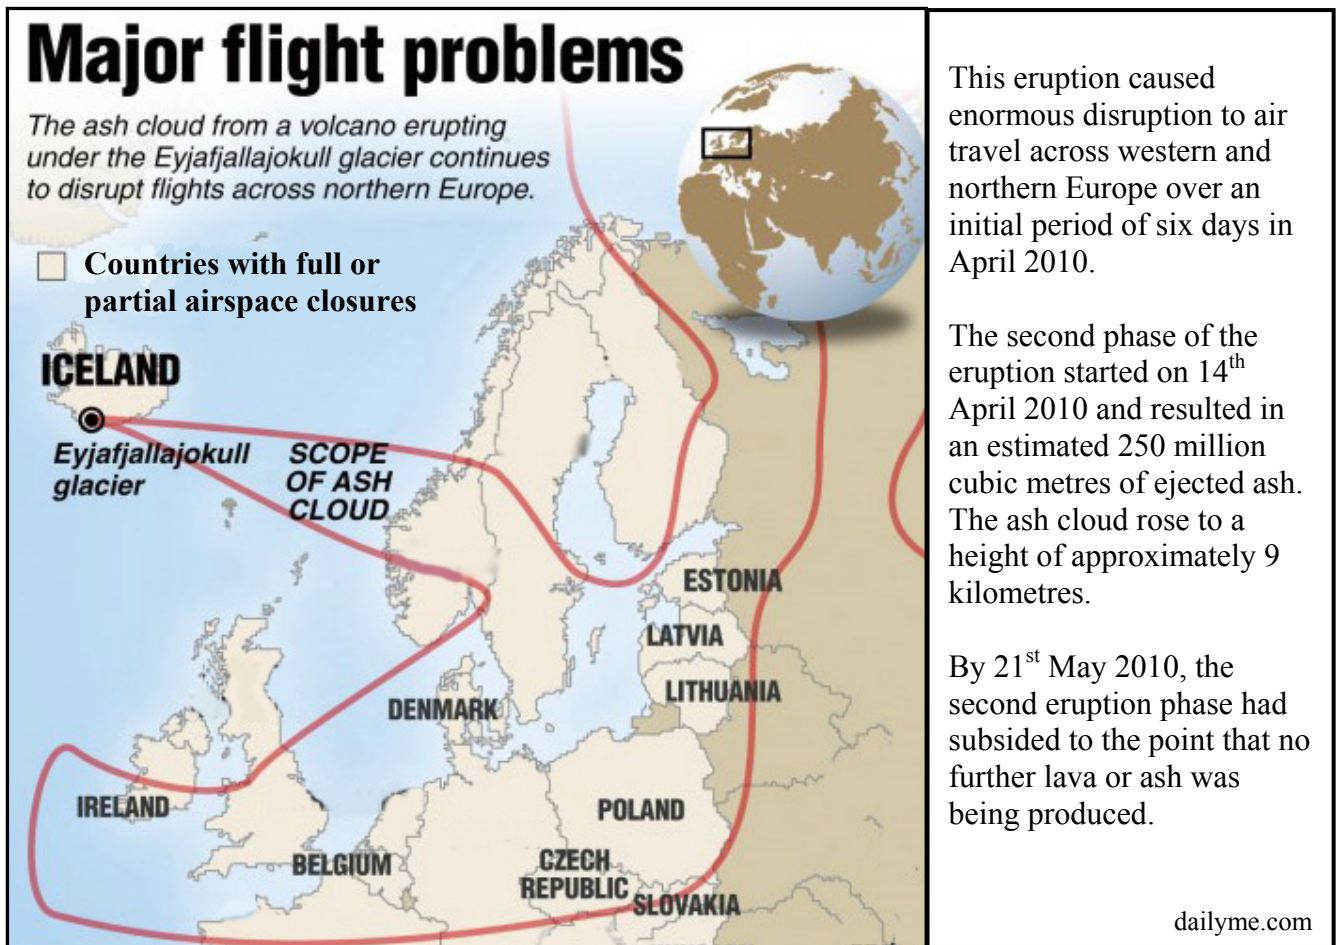 Major flight problems
The ash cloud from a volcano erupting
under the Eyjafjallajokull glacier continues
to disrupt flights across northern Europe.
Countries with full or
partial airspace closures
ICELAND
Eyjafjallajokull
glacier
SCOPE
OF ASH
CLOUD
ESTONIA
LATVIA
LITHUANIA
DENMARK
IRELAND
POLAND
BELGIUM
CZECH
REPUBLIC
SLOVAKIA
This eruption caused
enormous disruption to air
travel across western and
northern Europe over an
initial period of six days in
April 2010.
The second phase of the
eruption started on 14th
April 2010 and resulted in
an estimated 250 million
cubic metres of ejected ash.
The ash cloud rose to a
height of approximately 9
kilometres.
By 21st May 2010, the
second eruption phase had
subsided to the point that no
further lava or ash was
being produced.
dailyme.com